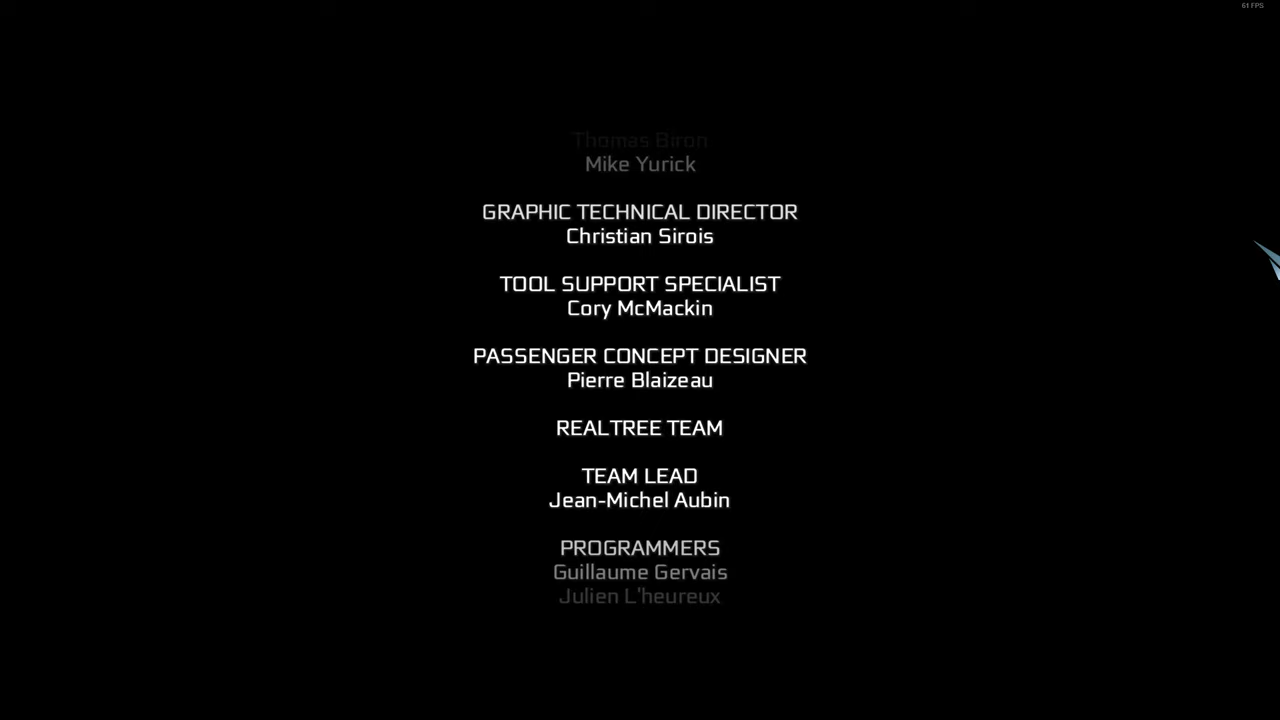 61 FPS
Thomas Biron
Mike Yurick
GRAPHIC TECHNICAL DIRECTOR
Christian Sirois
TOOL SUPPORT SPECIALIST
Cory McMackin
PASSENGER CONCEPT DESIGNER
Pierre Blaizeau
REALTREE TEAM
TEAM LEAD
Jean-Michel Aubin
PROGRAMMERS
Guillaume Gervais
Julien L'heureux